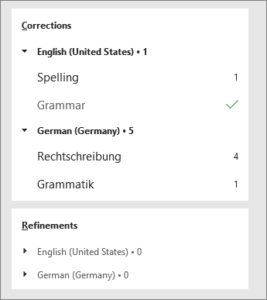 Corrections
English (United States) • 1
Spelling 1
Grammar
German (Germany) • 5
Rechtschreibung 4
Grammatik 1
Refinements
English (United States) • 0
German (Germany) • 0